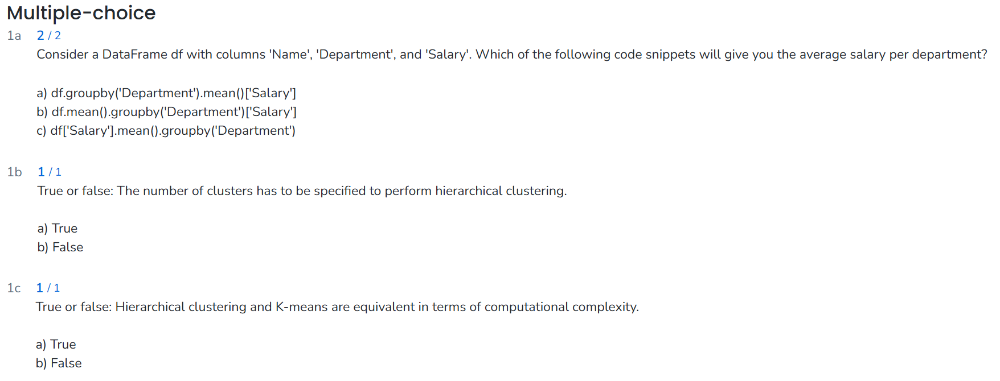 Multiple-choice
1a 2 / 2
Consider a DataFrame df with columns 'Name', 'Department', and 'Salary'. Which of the following code snippets will give you the average salary per department?
a) df.groupby('Department').mean()['Salary']
b) df.mean().groupby('Department')['Salary']
c) df['Salary'].mean().groupby('Department')
1b 1 / 1
True or false: The number of clusters has to be specified to perform hierarchical clustering.
a) True
b) False
1c 1 / 1
True or false: Hierarchical clustering and K-means are equivalent in terms of computational complexity.
a) True
b) False